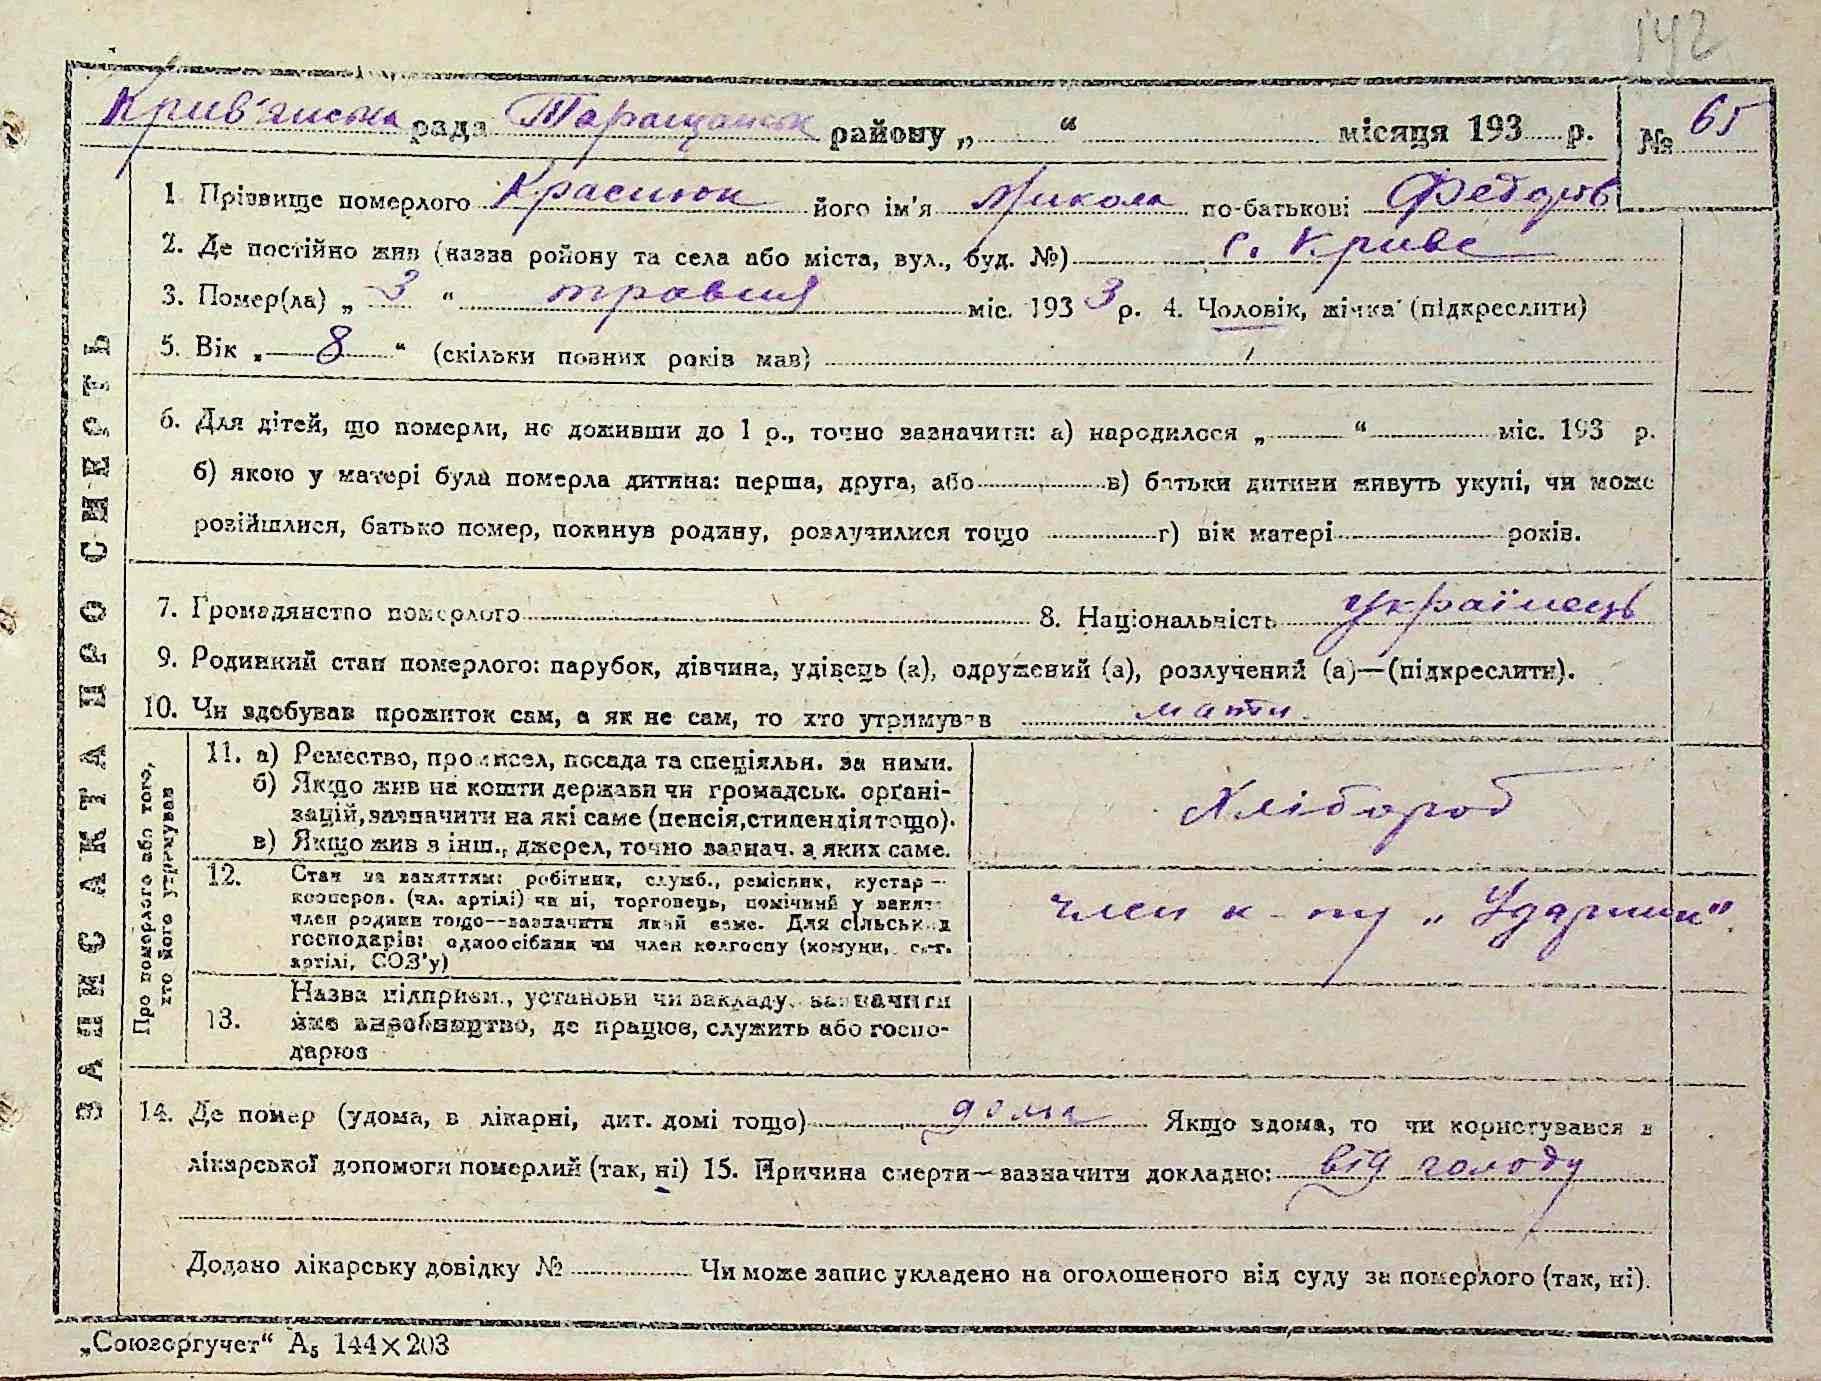 142
Крив'янська рада Таращанськ району „ “ місяця 193 р. № 65
1. Прізвище померлого Красинюк його ім'я Микола по-батькові Федорів
2. Де постійно жив (назва району та села або міста, вул., буд. №) с. Криве
3. Помер(ла) „ 3 “ травня міс. 1933 р. 4. Чоловік, жінка (підкреслити)
5. Вік „ 8 “ (скільки повних років мав)
6. Для дітей, що померли, не доживши до 1 р., точно зазначити: а) народилося „ “ міс. 193 р.
б) якою у матері була померла дитина: перша, друга, або в) батьки дитини живуть укупі, чи може
розійшлися, батько помер, покинув родину, розлучилися тощо г) вік матері років.
7. Громадянство померлого 8. Національність українець
9. Родинний стан померлого: парубок, дівчина, удівець (а), одружений (а), розлучений (а)—(підкреслити).
10. Чи здобував прожиток сам, а як не сам, то хто утримував мати.
ЗАПИС АКТА ПРО СМЕРТЬ
Про померлого або того,
хто його утримував
11. а) Ремество, промисел, посада та спеціяльн. за ними.
б) Якщо жив на кошти держави чи громадськ. органі-
зацій, зазначити на які саме (пенсія, стипендія тощо).
в) Якщо жив з інш., джерел, точно зазнач. з яких саме.
Хлібороб
12. Стан за заняттям: робітник, служб., ремісник, кустар—
кооперов. (чл. артілі) чи ні, торговець, помічний у занят.
член родини тощо—зазначити який саме. Для сільських
господарів: одноосібник чи член колгоспу (комуни, с.-г.
артілі, СОЗ'у)
член к-пу „Ударник"
13. Назва підприєм., установи чи закладу, зазначити
яке виробництво, де працює, служить або госпо-
дарює
14. Де помер (удома, в лікарні, дит. домі тощо) дома Якщо вдома, то чи користувався з
лікарської допомоги померлий (так, ні) 15. Причина смерти—зазначити докладно: від голоду
Додано лікарську довідку № Чи може запис укладено на оголошеного від суду за померлого (так, ні).
„Союзоргучет“ А5 144×203